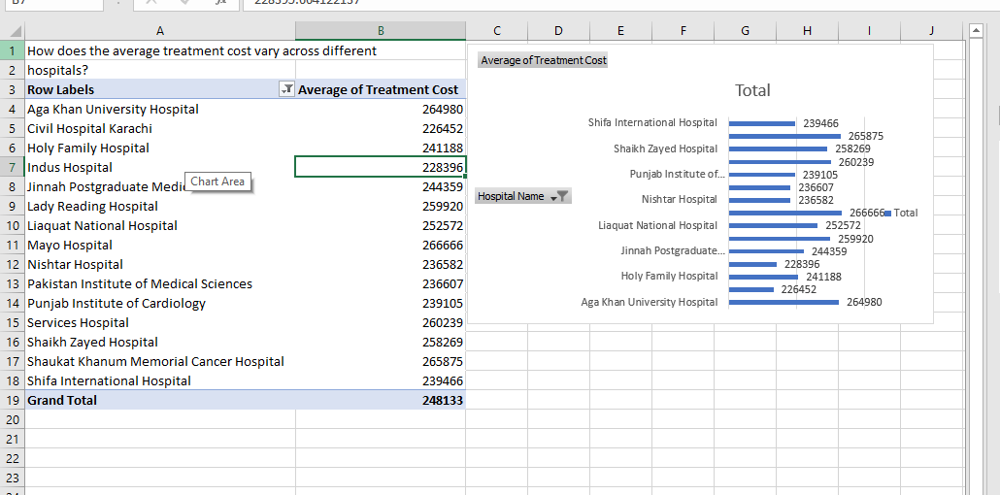 B7 228395.664122137
A B C D E F G H I J
1 How does the average treatment cost vary across different
2 hospitals?
3 Row Labels Average of Treatment Cost
4 Aga Khan University Hospital 264980
5 Civil Hospital Karachi 226452
6 Holy Family Hospital 241188
7 Indus Hospital 228396
8 Jinnah Postgraduate 244359
Chart Area
9 Lady Reading Hospital 259920
10 Liaquat National Hospital 252572
11 Mayo Hospital 266666
12 Nishtar Hospital 236582
13 Pakistan Institute of Medical Sciences 236607
14 Punjab Institute of Cardiology 239105
15 Services Hospital 260239
16 Shaikh Zayed Hospital 258269
17 Shaukat Khanum Memorial Cancer Hospital 265875
18 Shifa International Hospital 239466
19 Grand Total 248133
20
21
22
23
Average of Treatment Cost
Total
Hospital Name
Shifa International Hospital 239466
265875
Shaikh Zayed Hospital 258269
260239
Punjab Institute of... 239105
236607
Nishtar Hospital 236582
266666
Total
Liaquat National Hospital 252572
259920
Jinnah Postgraduate... 244359
228396
Holy Family Hospital 241188
226452
Aga Khan University Hospital 264980